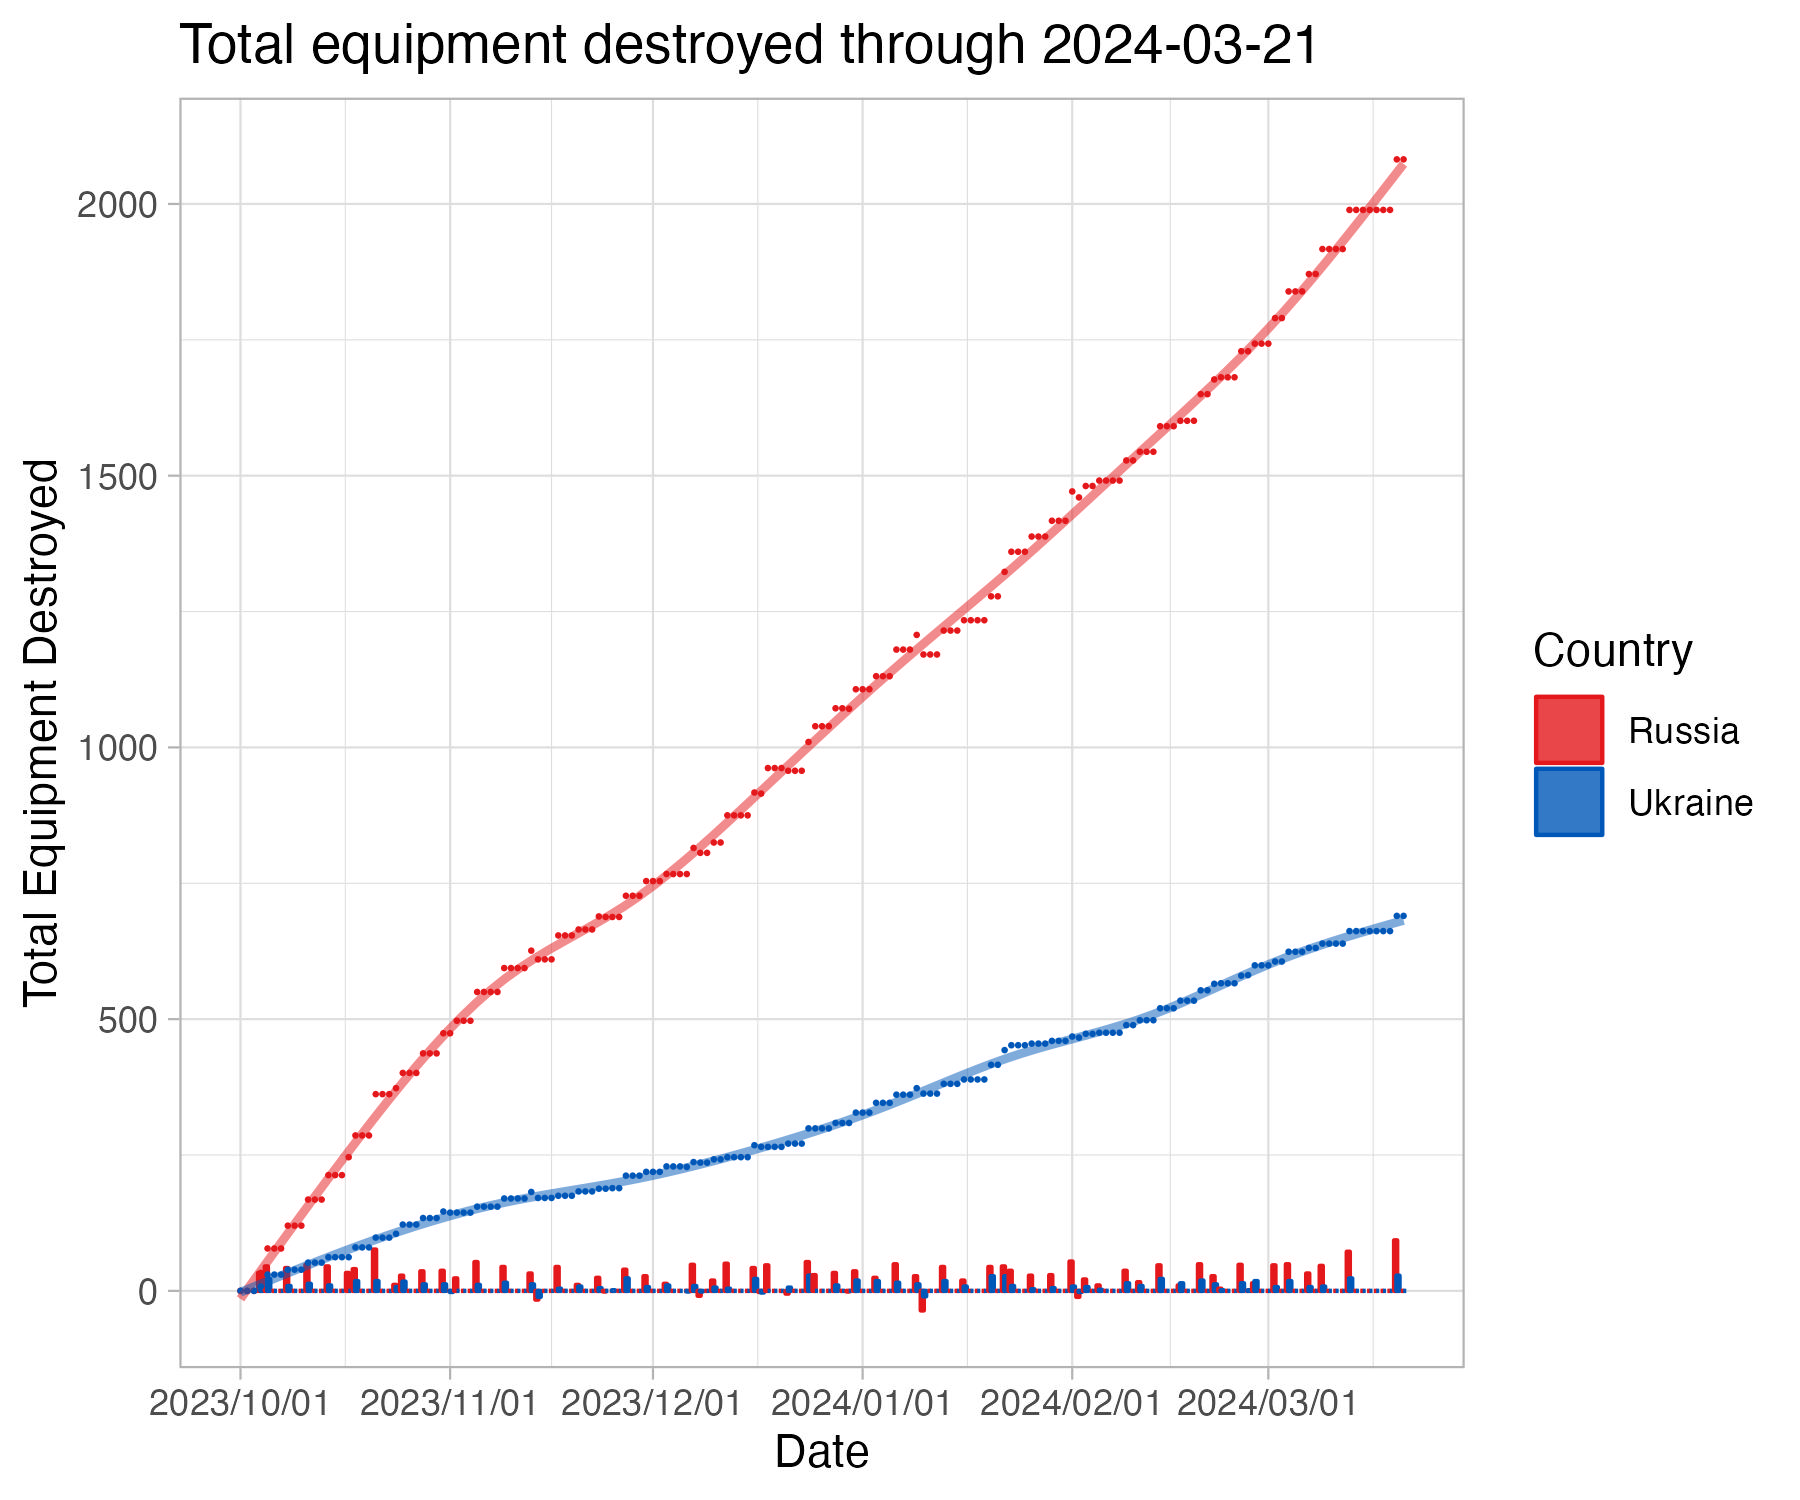 Total equipment destroyed through 2024-03-21
Total Equipment Destroyed
2000
1500
1000
500
0
2023/10/01
2023/11/01
2023/12/01
2024/01/01
2024/02/01
2024/03/01
Date
Country
Russia
Ukraine